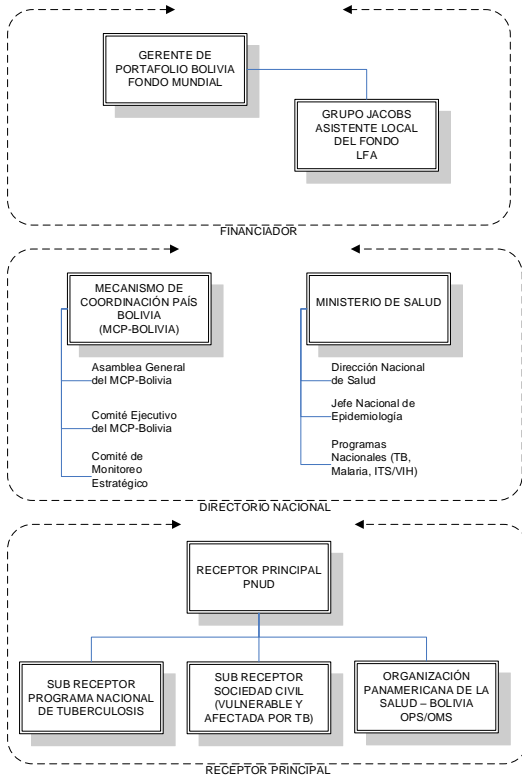 GERENTE DE
PORTAFOLIO BOLIVIA
FONDO MUNDIAL
GRUPO JACOBS
ASISTENTE LOCAL
DEL FONDO
LFA
FINANCIADOR
MECANISMO DE
COORDINACIÓN PAÍS
BOLIVIA
(MCP-BOLIVIA)
Asamblea General
del MCP-Bolivia
Comité Ejecutivo
del MCP-Bolivia
Comité de
Monitoreo
Estratégico
MINISTERIO DE SALUD
Dirección Nacional
de Salud
Jefe Nacional de
Epidemiología
Programas
Nacionales (TB,
Malaria, ITS/VIH)
DIRECTORIO NACIONAL
RECEPTOR PRINCIPAL
PNUD
SUB RECEPTOR
PROGRAMA NACIONAL
DE TUBERCULOSIS
SUB RECEPTOR
SOCIEDAD CIVIL
(VULNERABLE Y
AFECTADA POR TB)
ORGANIZACIÓN
PANAMERICANA DE LA
SALUD – BOLIVIA
OPS/OMS
RECEPTOR PRINCIPAL